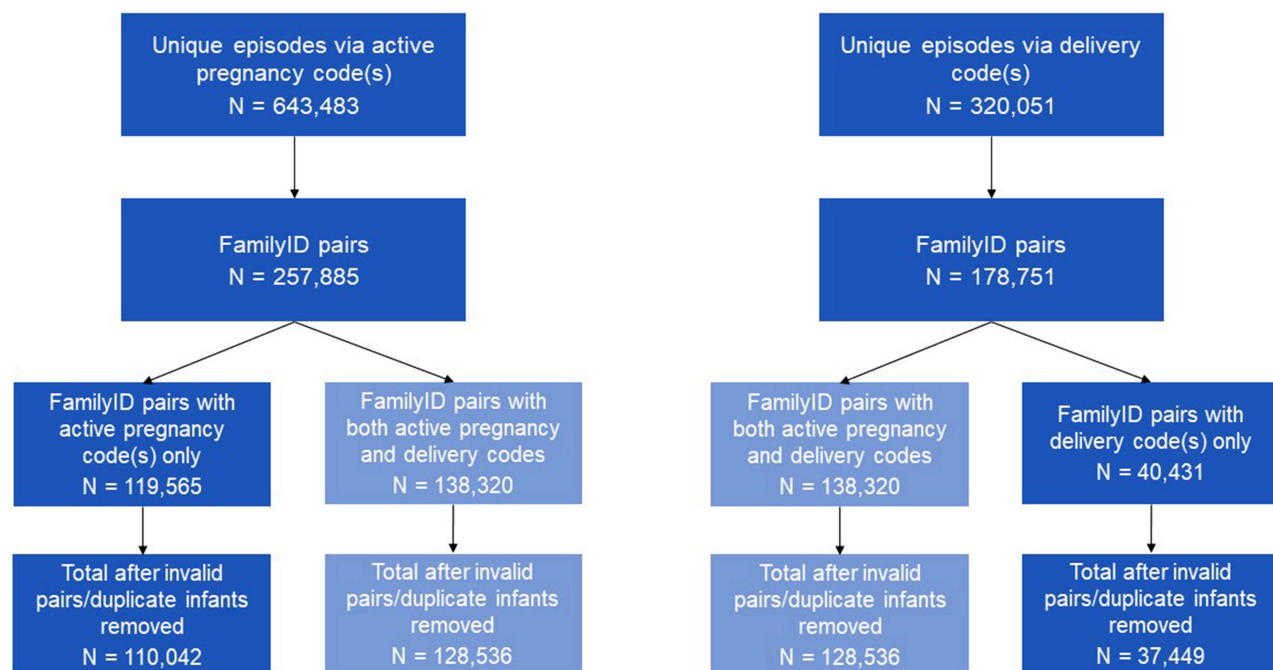 Unique episodes via active
pregnancy code(s)
N = 643,483
Unique episodes via delivery
code(s)
N = 320,051
FamilyID pairs
N = 257,885
FamilyID pairs
N = 178,751
FamilyID pairs with
active pregnancy
code(s) only
N = 119,565
FamilyID pairs with
both active pregnancy
and delivery codes
N = 138,320
FamilyID pairs with
both active pregnancy
and delivery codes
N = 138,320
FamilyID pairs with
delivery code(s) only
N = 40,431
Total after invalid
pairs/duplicate infants
removed
N = 110,042
Total after invalid
pairs/duplicate infants
removed
N = 128,536
Total after invalid
pairs/duplicate infants
removed
N = 128,536
Total after invalid
pairs/duplicate infants
removed
N = 37,449